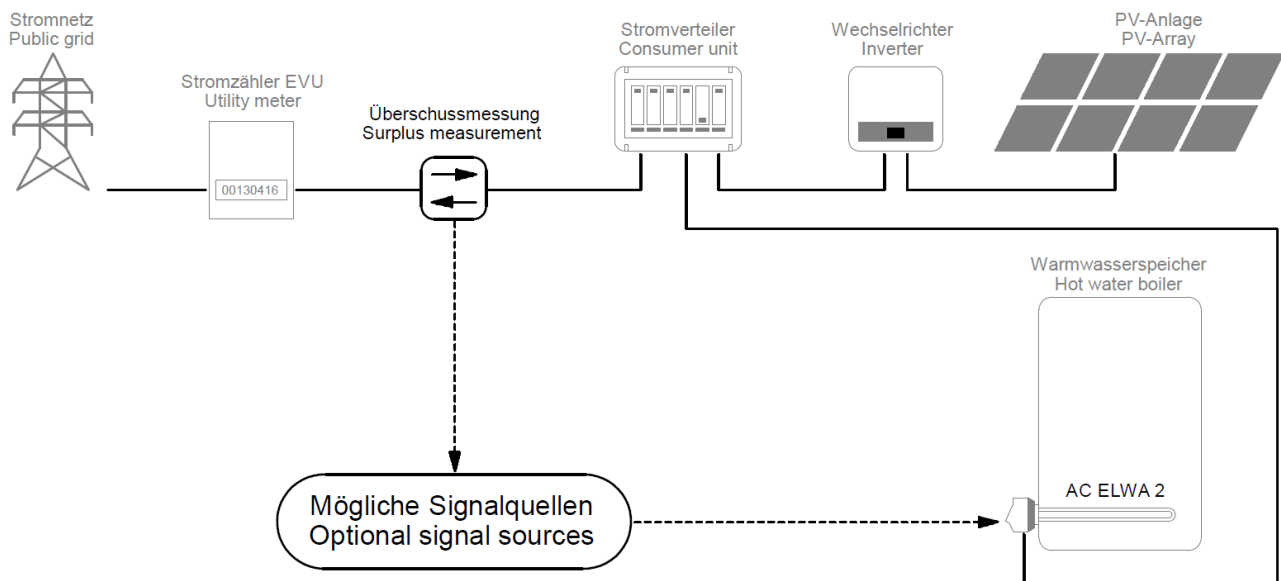 Stromnetz
Public grid
Stromzähler EVU
Utility meter
00130416
Überschussmessung
Surplus measurement
Stromverteiler
Consumer unit
Wechselrichter
Inverter
PV-Anlage
PV-Array
Warmwasserspeicher
Hot water boiler
AC ELWA 2
Mögliche Signalquellen
Optional signal sources